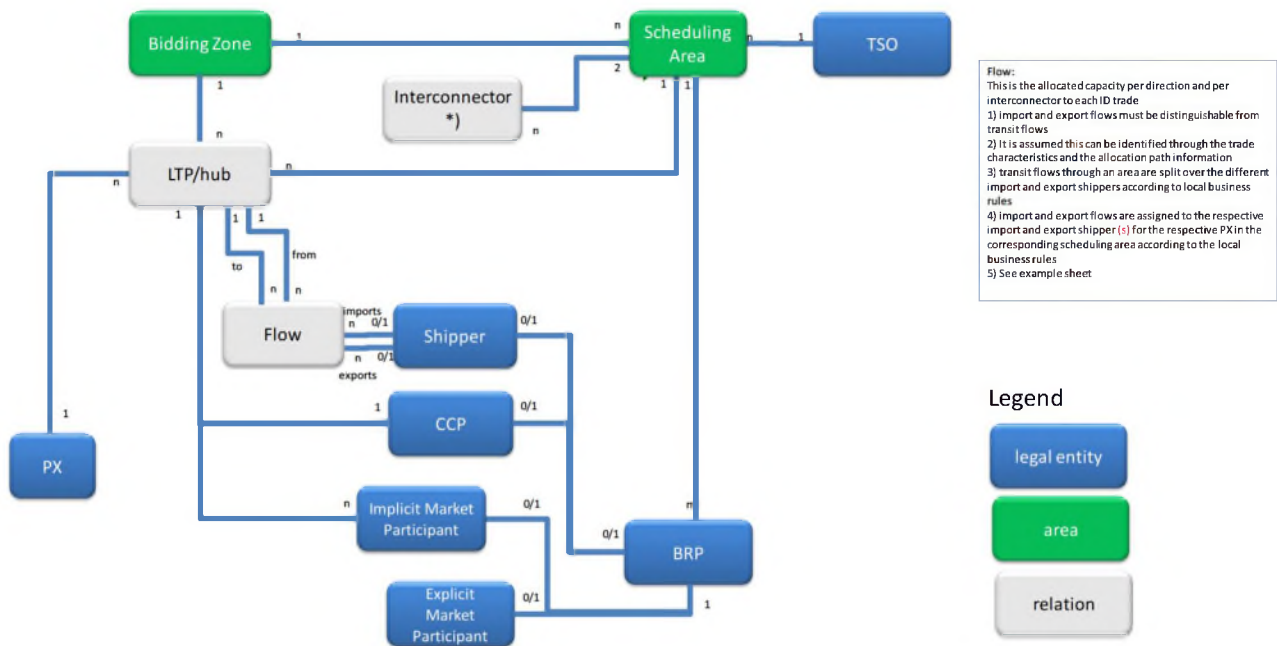 Bidding Zone
1
n
Scheduling
Area
n
1
TSO
1
2
1
1
Interconnector
*)
n
n
LTP/hub
n
n
1
1
1
to
from
n
n
Flow
imports
n
0/1
n
0/1
exports
Shipper
0/1
1
CCP
0/1
1
PX
n
Implicit Market
Participant
0/1
Explicit
Market
Participant
0/1
0/1
n
BRP
1
Flow:
This is the allocated capacity per direction and per
interconnector to each ID trade
1) import and export flows must be distinguishable from
transit flows
2) It is assumed this can be identified through the trade
characteristics and the allocation path information
3) transit flows through an area are split over the different
import and export shippers according to local business
rules
4) import and export flows are assigned to the respective
import and export shipper (s) for the respective PX in the
corresponding scheduling area according to the local
business rules
5) See example sheet
Legend
legal entity
area
relation